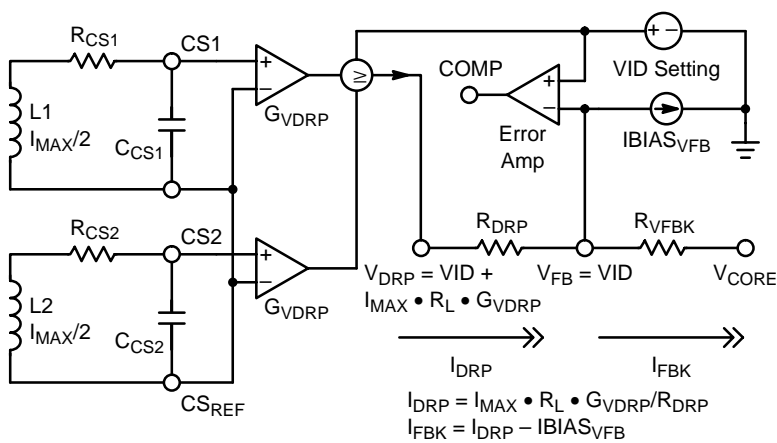 RCS1
CS1
L1
IMAX/2
CCS1
GVDRP
≥
+
−
COMP
+
−
Error
Amp
+ −
VID Setting
IBIASVFB
RCS2
CS2
L2
IMAX/2
CCS2
+
−
GVDRP
CSREF
RDRP
RVFBK
VDRP = VID +
IMAX • RL • GVDRP
VFB = VID
VCORE
IDRP
IFBK
IDRP = IMAX • RL • GVDRP/RDRP
IFBK = IDRP − IBIASVFB